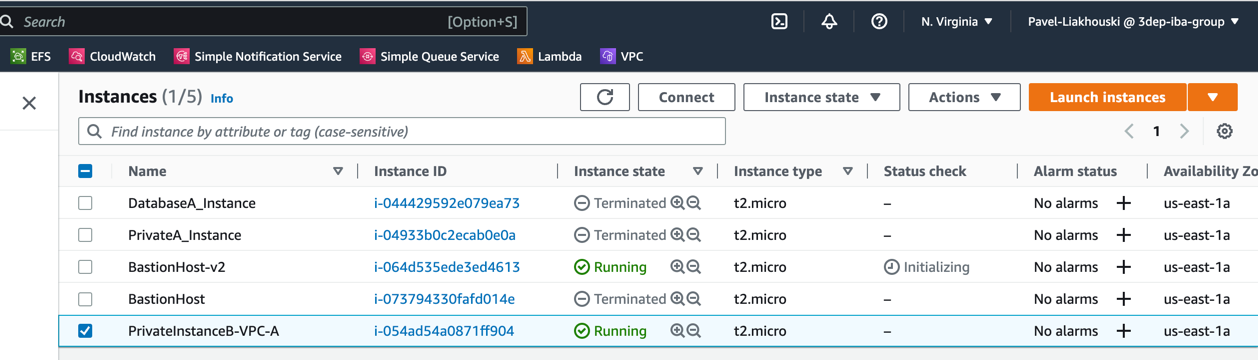 Search [Option+S] N. Virginia ▼ Pavel-Liakhouski @ 3dep-iba-group ▼
EFS CloudWatch Simple Notification Service Simple Queue Service Lambda VPC
Instances (1/5) Info Connect Instance state ▼ Actions ▼ Launch instances ▼
Find instance by attribute or tag (case-sensitive) 1
Name Instance ID Instance state Instance type Status check Alarm status Availability Zo
DatabaseA_Instance i-044429592e079ea73 Terminated t2.micro – No alarms + us-east-1a
PrivateA_Instance i-04933b0c2ecab0e0a Terminated t2.micro – No alarms + us-east-1a
BastionHost-v2 i-064d535ede3ed4613 Running t2.micro Initializing No alarms + us-east-1a
BastionHost i-073794330fafd014e Terminated t2.micro – No alarms + us-east-1a
PrivateInstanceB-VPC-A i-054ad54a0871ff904 Running t2.micro – No alarms + us-east-1a